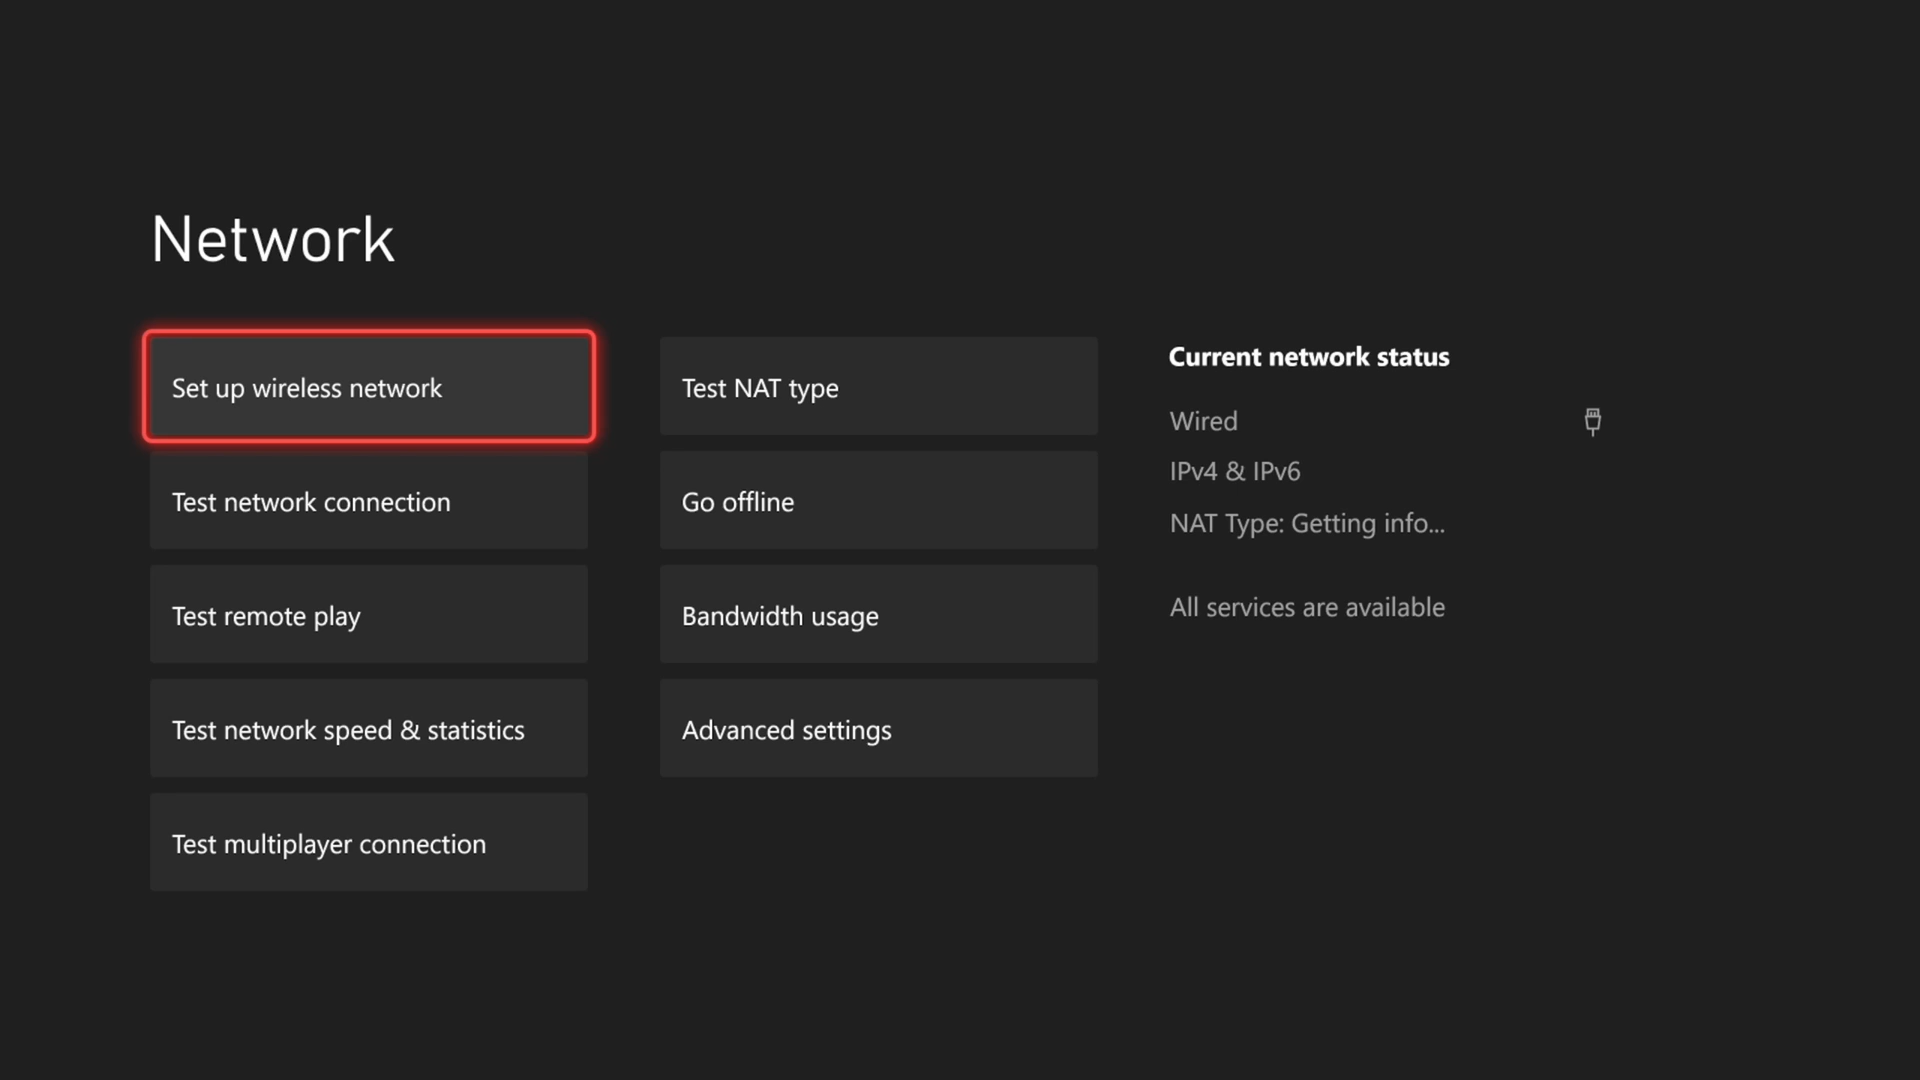 Network
Set up wireless network
Test network connection
Test remote play
Test network speed & statistics
Test multiplayer connection
Test NAT type
Go offline
Bandwidth usage
Advanced settings
Current network status
Wired
IPv4 & IPv6
NAT Type: Getting info...
All services are available